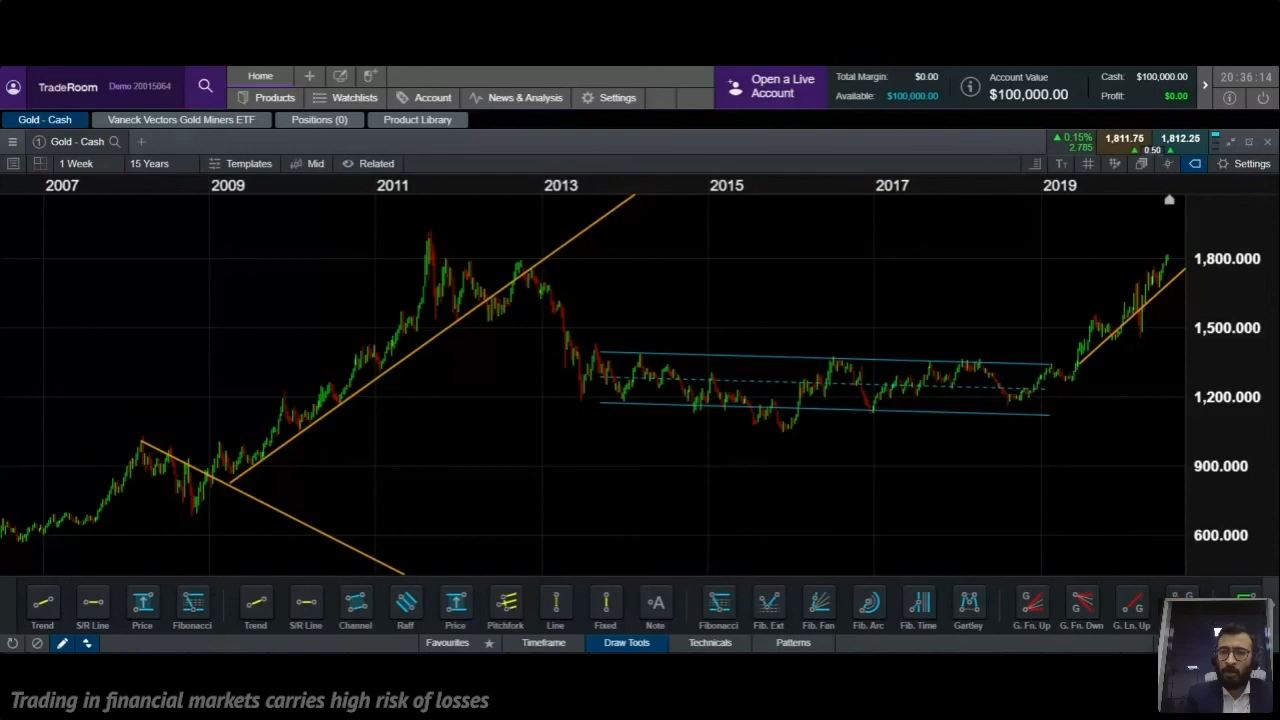 TradeRoom Demo 20015064
Home
Products Watchlists Account News & Analysis Settings
Open a Live
Account
Total Margin: $0.00
Available: $100,000.00
Account Value
$100,000.00
Cash: $100,000.00
Profit: $0.00
20:36:14
Gold - Cash Vaneck Vectors Gold Miners ETF Positions (0) Product Library
1 Gold - Cash
0.15%
2.785
1,811.75 1,812.25
0.50
1 Week 15 Years Templates Mid Related Settings
2007 2009 2011 2013 2015 2017 2019
1,800.000
1,500.000
1,200.000
900.000
600.000
Trend S/R Line Price Fibonacci Trend S/R Line Channel Raff Price Pitchfork Line Fixed Note Fibonacci Fib. Ext Fib. Fan Fib. Arc Fib. Time Gartley G. Fn. Up G. Fn. Dwn G. Ln. Up
Favourites Timeframe Draw Tools Technicals Patterns
Trading in financial markets carries high risk of losses